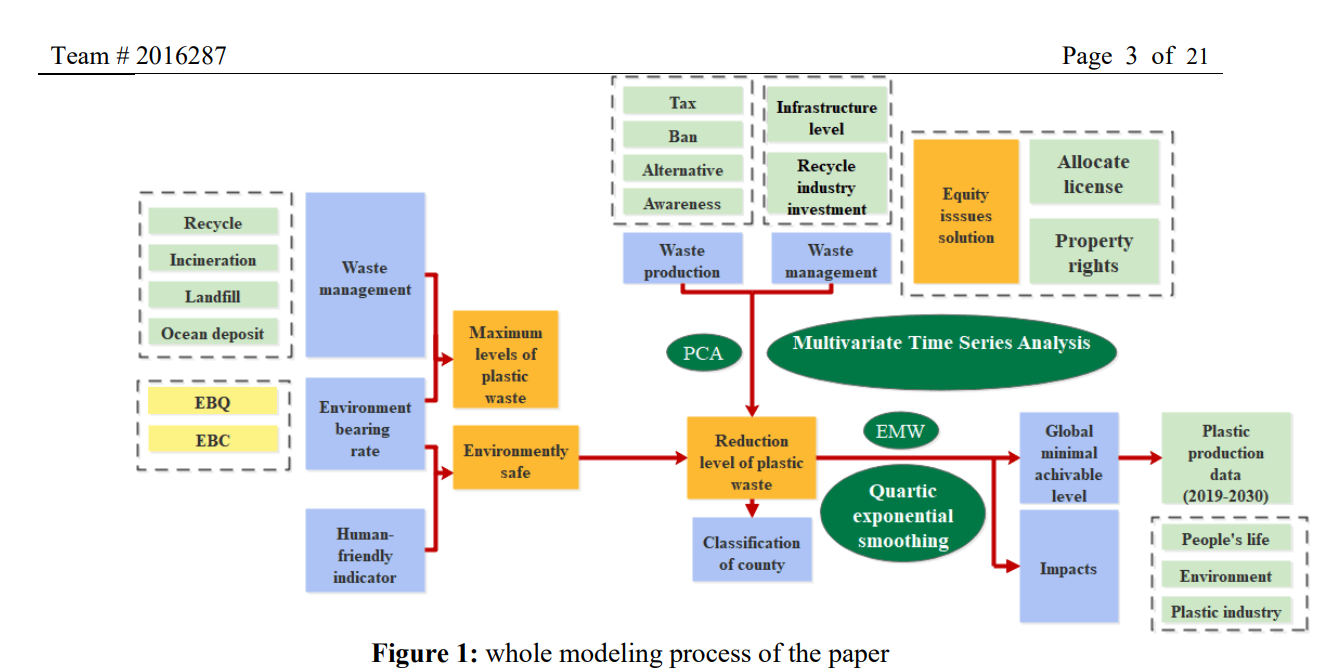 Team # 2016287
Page 3 of 21
Tax
Ban
Alternative
Awareness
Infrastructure
level
Recycle
industry
investment
Equity
isssues
solution
Allocate
license
Property
rights
Recycle
Incineration
Landfill
Ocean deposit
Waste
management
Waste
production
Waste
management
EBQ
EBC
Environment
bearing
rate
Maximum
levels of
plastic
waste
PCA
Multivariate Time Series Analysis
Environmently
safe
Human-
friendly
indicator
Reduction
level of plastic
waste
Classification
of county
EMW
Quartic
exponential
smoothing
Global
minimal
achivable
level
Plastic
production
data
(2019-2030)
Impacts
People's life
Environment
Plastic industry
Figure 1: whole modeling process of the paper